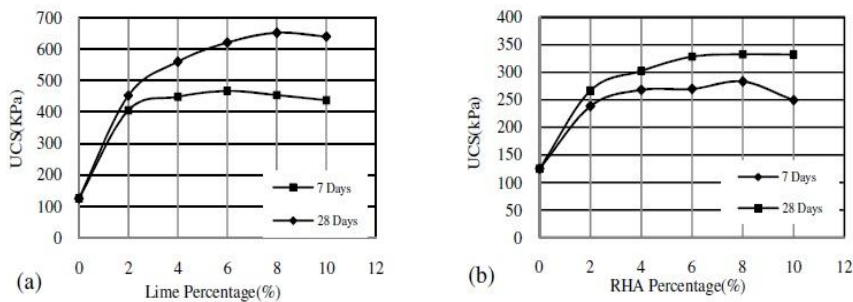 700
600
500
400
300
200
100
0
UCS(KPa)
7 Days
28 Days
0 2 4 6 8 10 12
Lime Percentage(%)
(a)
400
350
300
250
200
150
100
50
0
UCS(kPa)
7 Days
28 Days
0 2 4 6 8 10 12
RHA Percentage(%)
(b)